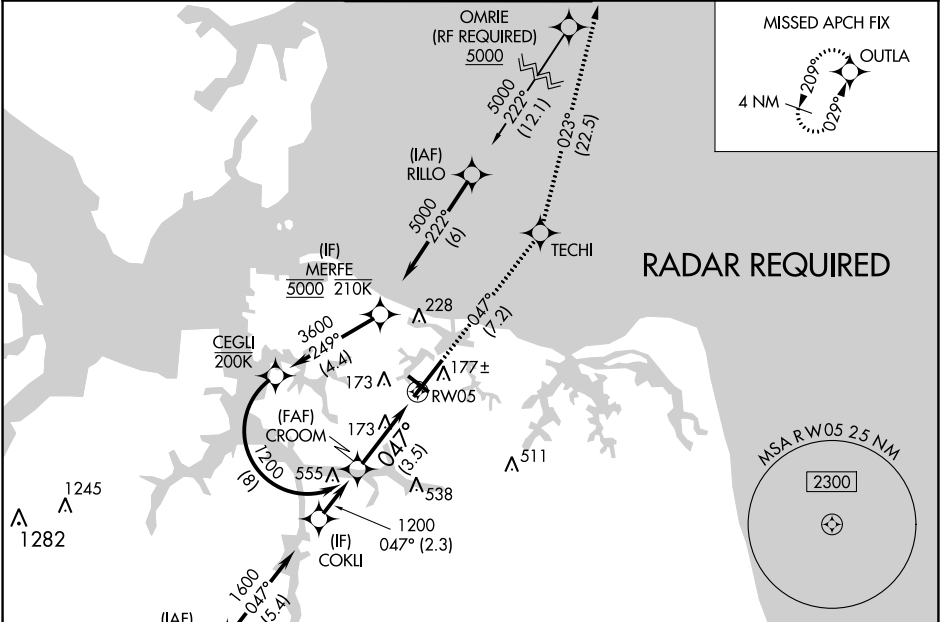 OMRIE
(RF REQUIRED)
5000
5000
222°
(12.1)
023°
(22.5)
MISSED APCH FIX
OUTLA
209°
4 NM
029°
(IAF)
RILLO
5000
222°
(6)
TECHI
RADAR REQUIRED
(IF)
MERFE
5000 210K
228
047°
(7.2)
CEGLI
200K
3600
249°
(4.4)
173
177±
RW05
(FAF)
CROOM
173
047°
(3.5)
1200
(8)
555
538
511
MSA RW05 25 NM
2300
1245
1282
(IF)
COKLI
1200
047° (2.3)
1600
047°
(5.4)
(IAF)